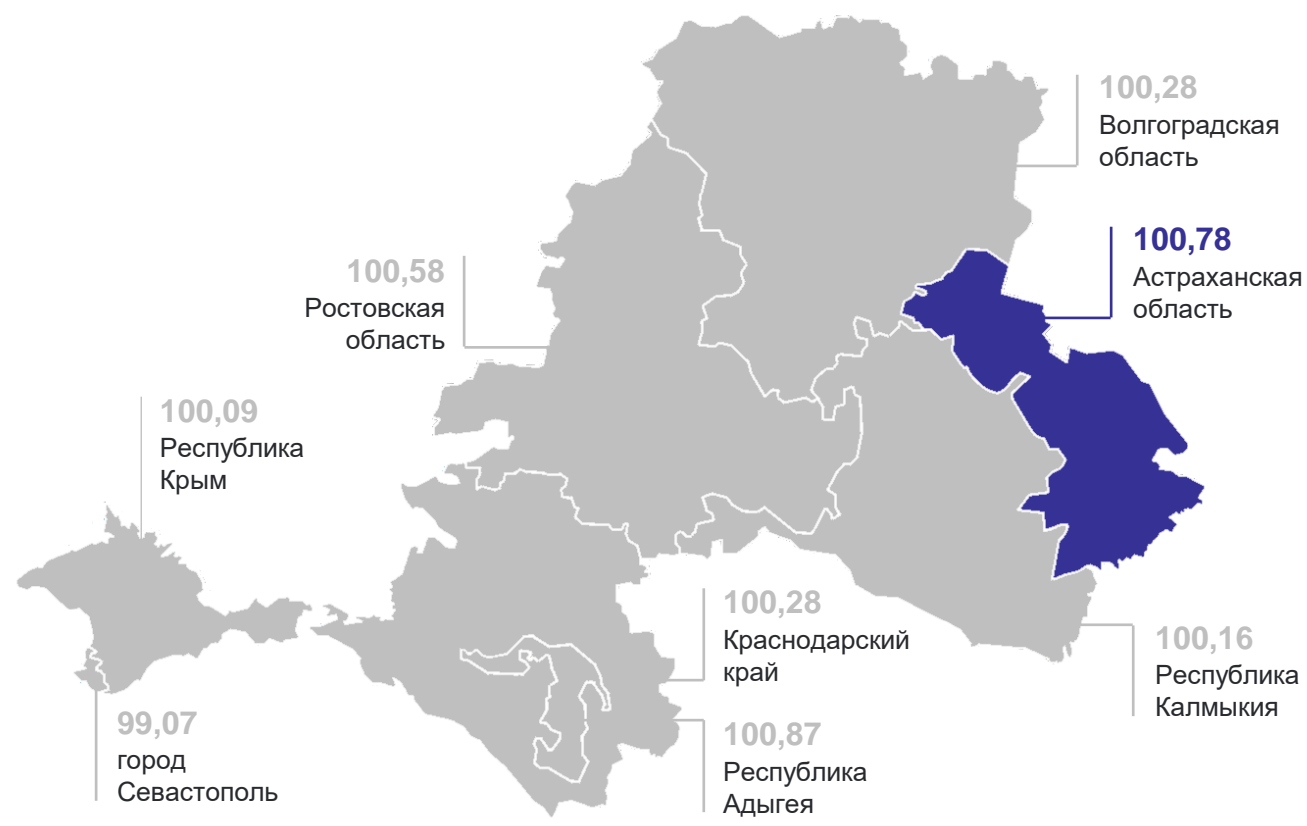 100,28
Волгоградская
область
100,78
Астраханская
область
100,58
Ростовская
область
100,09
Республика
Крым
100,28
Краснодарский
край
100,16
Республика
Калмыкия
99,07
город
Севастополь
100,87
Республика
Адыгея